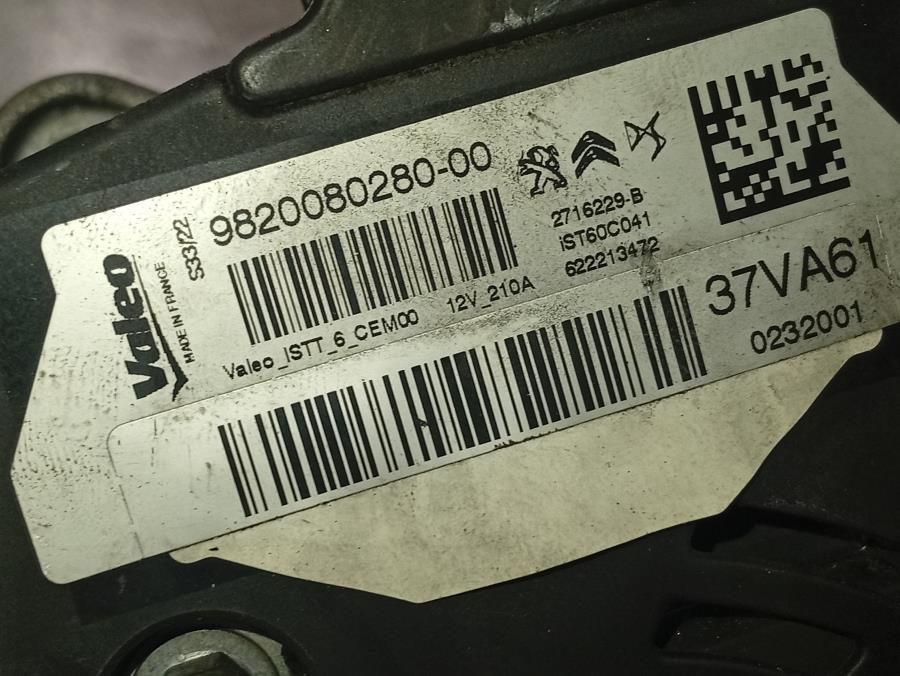 Valeo
MADE IN FRANCE
S33/22
9820080280-00
Valeo_ISTT_6_CEM00 12V_210A
2716229-B
IST60C041
622213472
37VA61
0232001